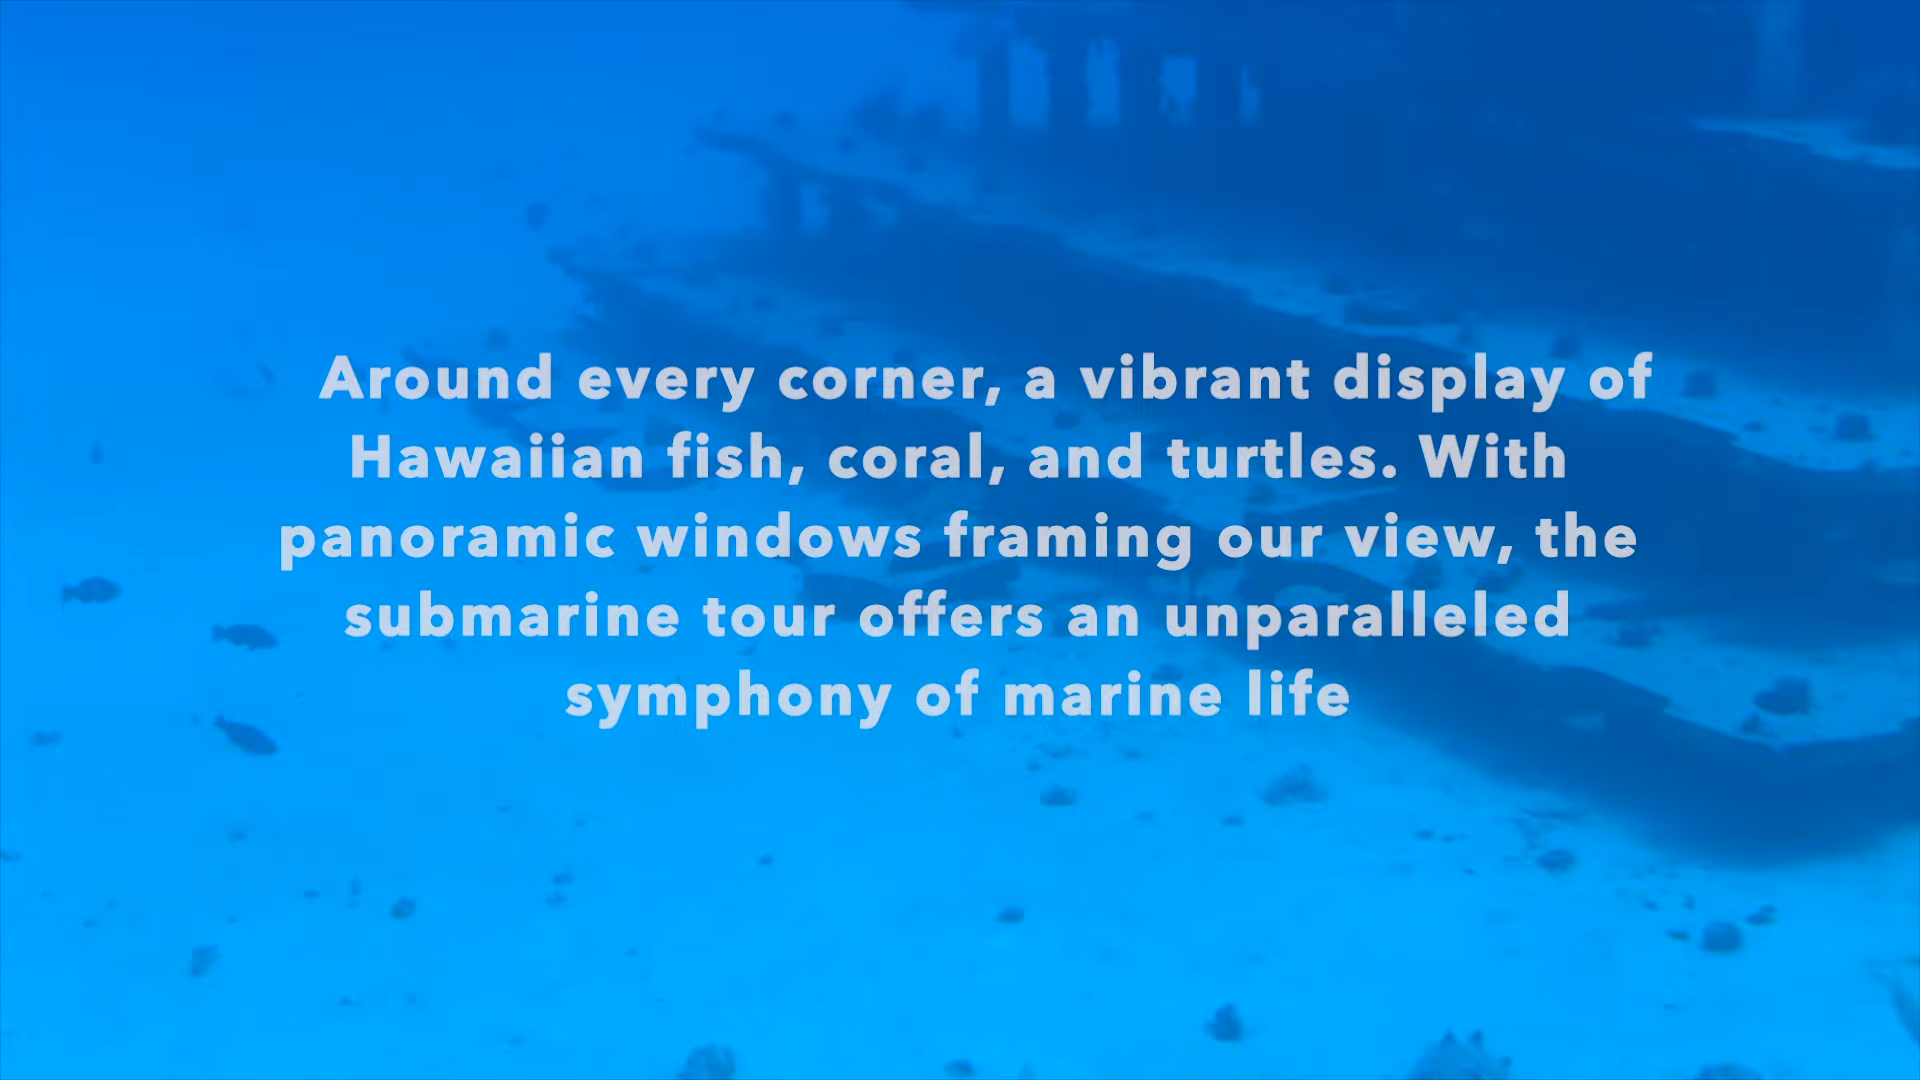 Around every corner, a vibrant display of
Hawaiian fish, coral, and turtles. With
panoramic windows framing our view, the
submarine tour offers an unparalleled
symphony of marine life